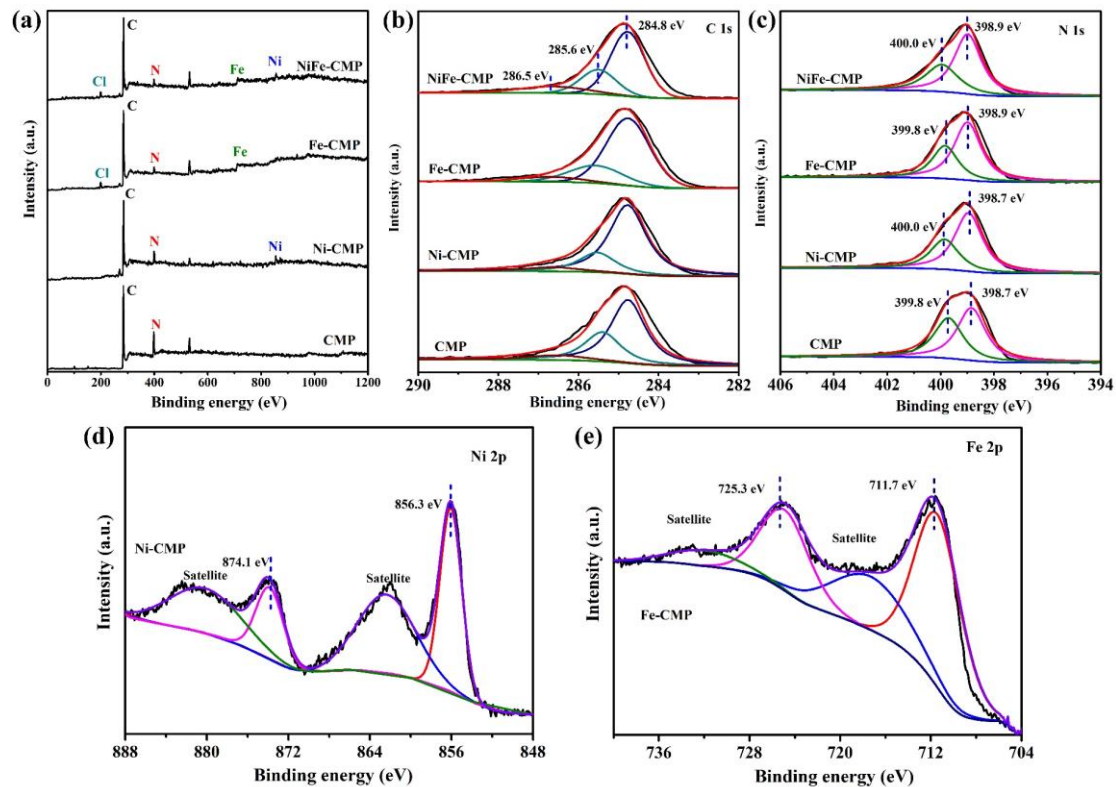 (a)
C
N
Fe
Ni
Cl
NiFe-CMP
C
N
Fe
Cl
Fe-CMP
C
N
Ni
Ni-CMP
C
N
CMP
0 200 400 600 800 1000 1200
Binding energy (eV)
Intensity (a.u.)
(b)
C 1s
284.8 eV
285.6 eV
286.5 eV
NiFe-CMP
Fe-CMP
Ni-CMP
CMP
290 288 286 284 282
Binding energy (eV)
Intensity (a.u.)
(c)
N 1s
398.9 eV
400.0 eV
NiFe-CMP
398.9 eV
399.8 eV
Fe-CMP
398.7 eV
400.0 eV
Ni-CMP
398.7 eV
399.8 eV
CMP
406 404 402 400 398 396 394
Binding energy (eV)
Intensity (a.u.)
(d)
Ni 2p
856.3 eV
Ni-CMP
874.1 eV
Satellite
Satellite
888 880 872 864 856 848
Binding energy (eV)
Intensity (a.u.)
(e)
Fe 2p
711.7 eV
725.3 eV
Satellite
Satellite
Fe-CMP
736 728 720 712 704
Binding energy (eV)
Intensity (a.u.)